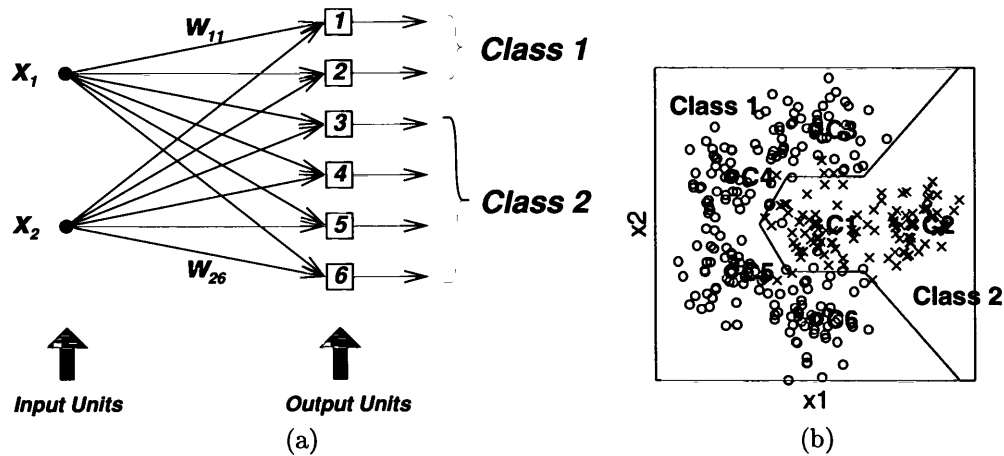 W11
1
Class 1
X1
2
3
4
Class 2
X2
5
W26
6
Input Units
Output Units
(a)
Class 1
C3
C4
C1
C2
C5
C6
Class 2
x2
x1
(b)